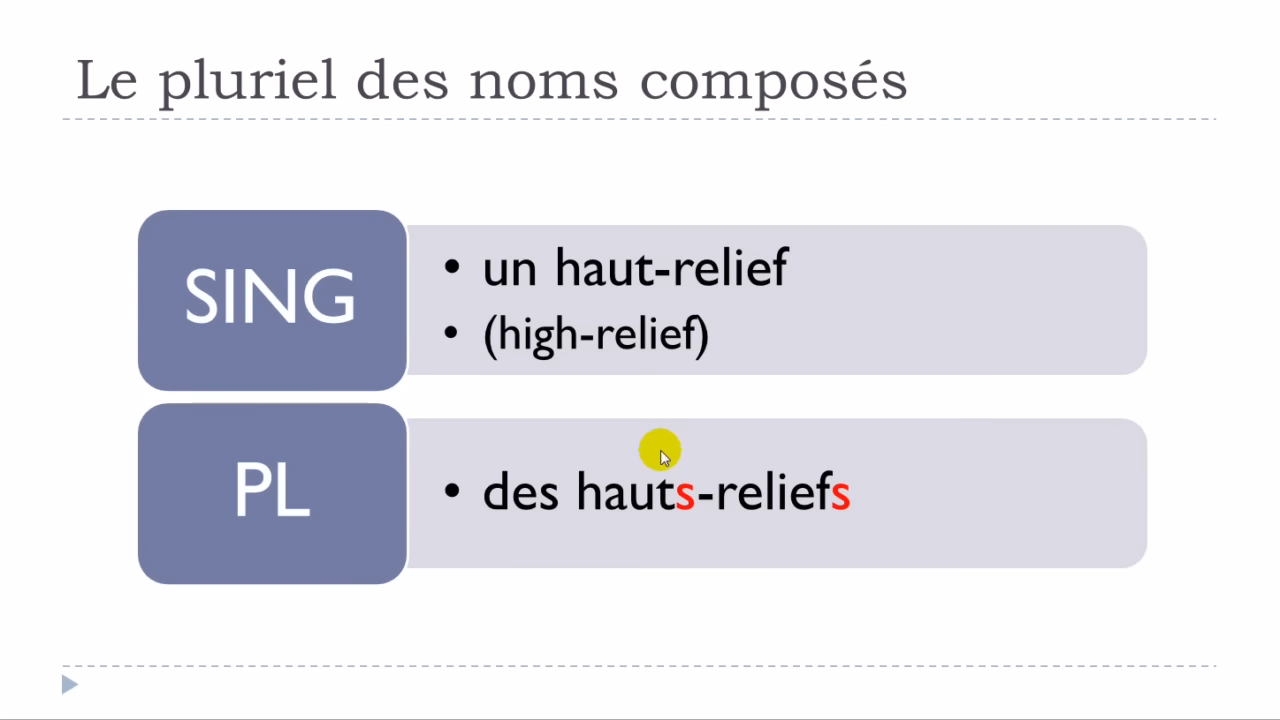 Le pluriel des noms composés
SING
• un haut-relief
• (high-relief)
PL
• des hauts-reliefs